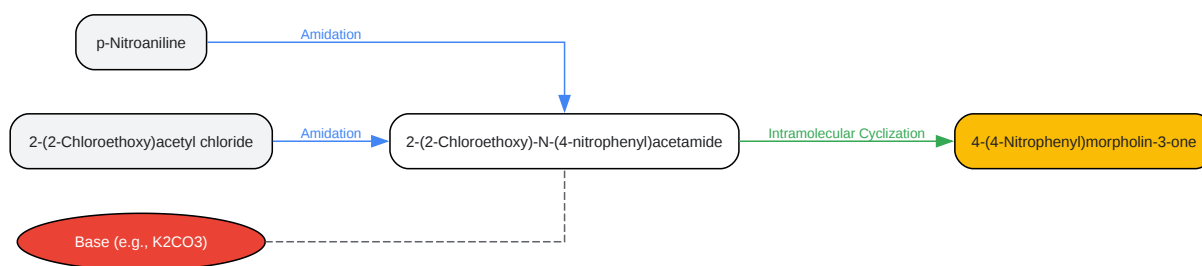 p-Nitroaniline
Amidation
2-(2-Chloroethoxy)acetyl chloride
Amidation
2-(2-Chloroethoxy)-N-(4-nitrophenyl)acetamide
Intramolecular Cyclization
4-(4-Nitrophenyl)morpholin-3-one
Base (e.g., K2CO3)